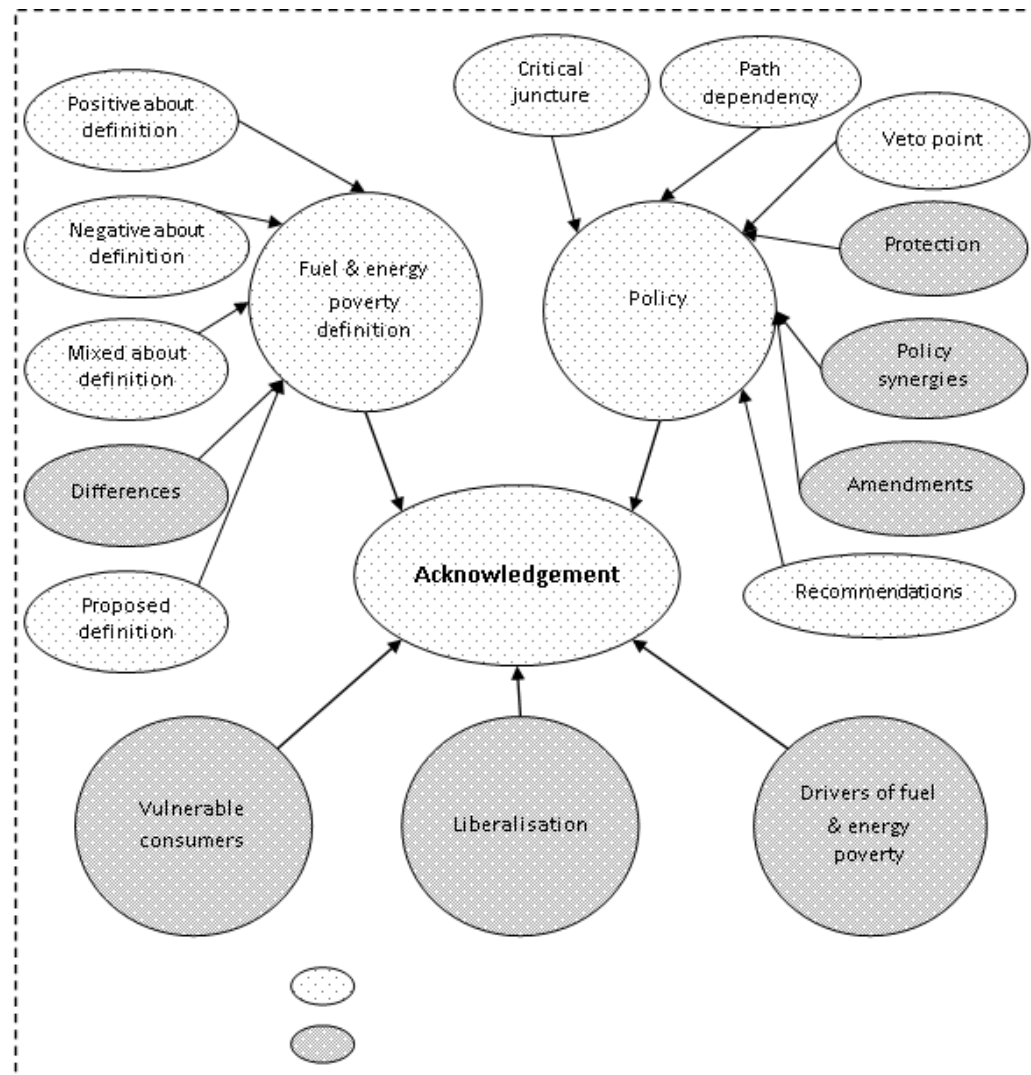 Positive about
definition
Negative about
definition
Mixed about
definition
Differences
Proposed
definition
Fuel & energy
poverty
definition
Critical
juncture
Path
dependency
Veto point
Protection
Policy
synergies
Amendments
Recommendations
Policy
Acknowledgement
Vulnerable
consumers
Liberalisation
Drivers of fuel
& energy
poverty